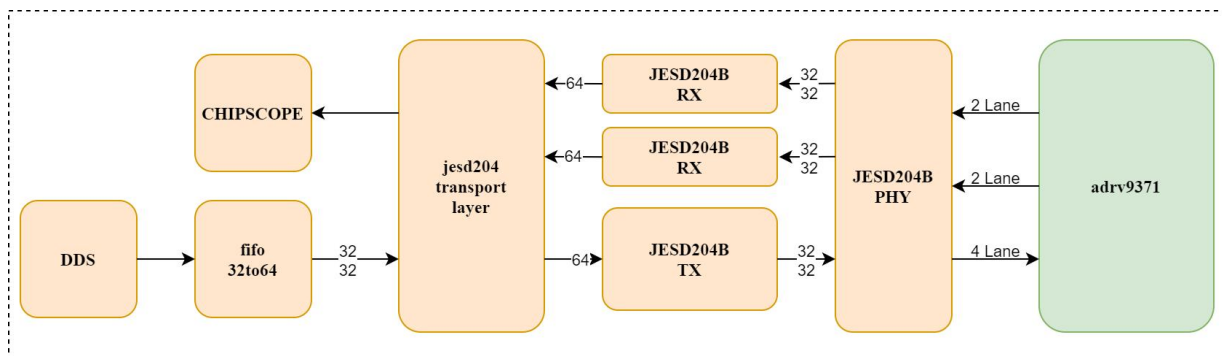 CHIPSCOPE
jesd204
transport
layer
64
JESD204B
RX
32
32
64
JESD204B
RX
32
32
JESD204B
PHY
2 Lane
2 Lane
adrv9371
DDS
fifo
32to64
32
32
64
JESD204B
TX
32
32
4 Lane